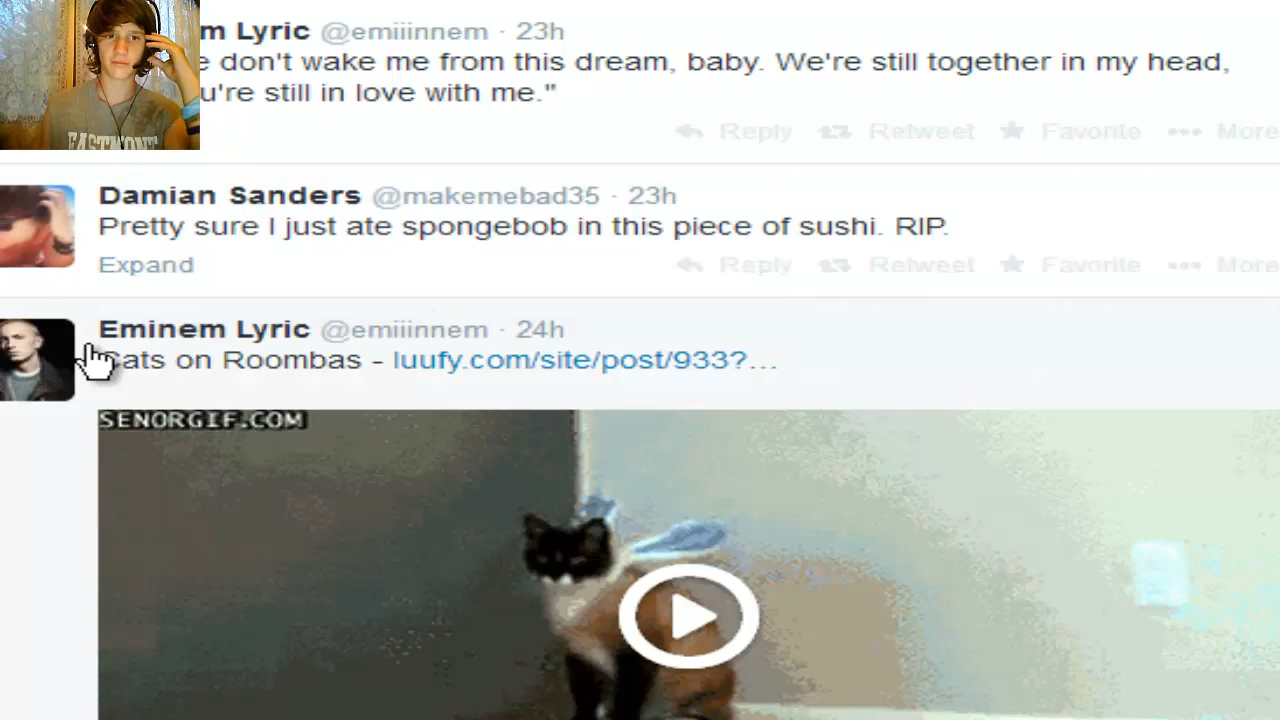 m Lyric @emiiinnem · 23h
e don't wake me from this dream, baby. We're still together in my head,
u're still in love with me."
Reply Retweet Favorite More
EASTMONT
Damian Sanders @makemebad35 · 23h
Pretty sure I just ate spongebob in this piece of sushi. RIP.
Expand Reply Retweet Favorite More
Eminem Lyric @emiiinnem · 24h
Cats on Roombas - luufy.com/site/post/933?...
SENORGIF.COM